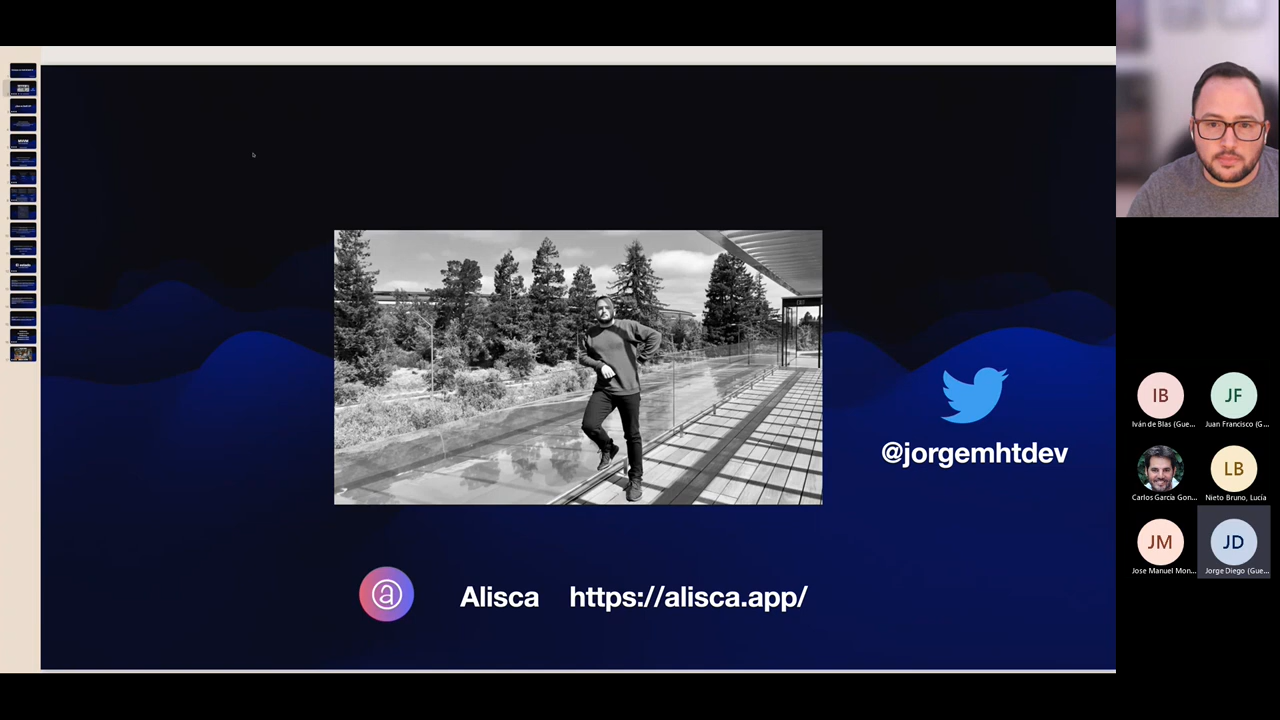 @jorgemhtdev
Alisca https://alisca.app/
IB
Iván de Blas (Gue...
JF
Juan Francisco (G...
Carlos García Gon...
LB
Nieto Bruno, Lucía
JM
Jose Manuel Mon...
JD
Jorge Diego (Gue...